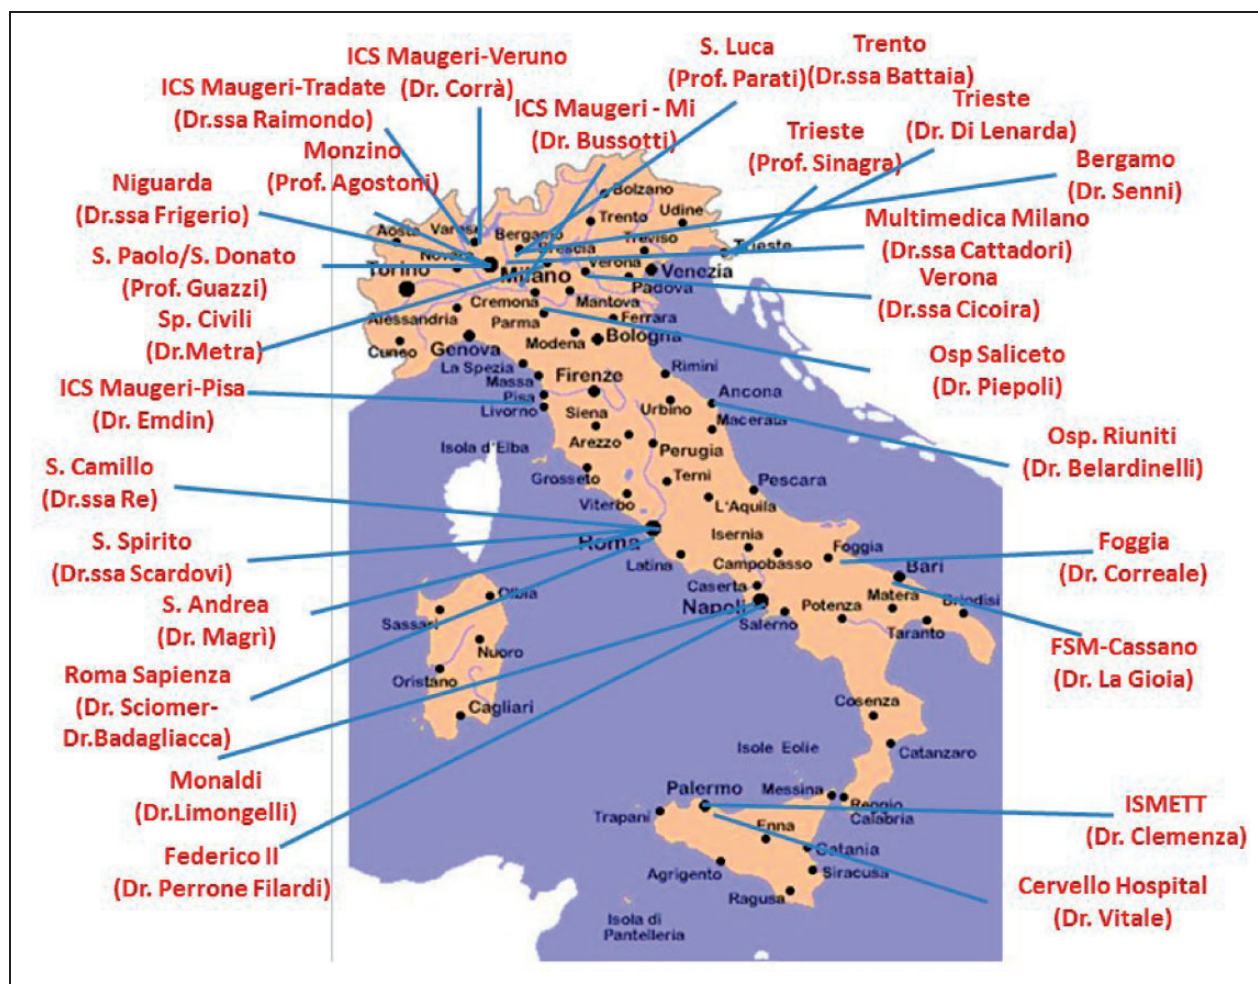 ICS Maugeri-Veruno
(Dr. Corrà)
S. Luca
(Prof. Parati)
Trento
(Dr.ssa Battaia)
ICS Maugeri-Tradate
(Dr.ssa Raimondo)
ICS Maugeri - Mi
(Dr. Bussotti)
Trieste
(Dr. Di Lenarda)
Trieste
(Prof. Sinagra)
Monzino
(Prof. Agostoni)
Bergamo
(Dr. Senni)
Niguarda
(Dr.ssa Frigerio)
Multimedica Milano
(Dr.ssa Cattadori)
S. Paolo/S. Donato
(Prof. Guazzi)
Verona
(Dr.ssa Cicoira)
Sp. Civili
(Dr.Metra)
Osp Saliceto
(Dr. Piepoli)
ICS Maugeri-Pisa
(Dr. Emdin)
Osp. Riuniti
(Dr. Belardinelli)
S. Camillo
(Dr.ssa Re)
S. Spirito
(Dr.ssa Scardovi)
Foggia
(Dr. Correale)
S. Andrea
(Dr. Magrì)
FSM-Cassano
(Dr. La Gioia)
Roma Sapienza
(Dr. Sciomer-
Dr.Badagliacca)
Monaldi
(Dr.Limongelli)
ISMETT
(Dr. Clemenza)
Federico II
(Dr. Perrone Filardi)
Cervello Hospital
(Dr. Vitale)
Bolzano
Trento
Udine
Aosta
Varese
Bergamo
Brescia
Treviso
Trieste
Novara
Torino
Milano
Verona
Venezia
Padova
Cremona
Mantova
Alessandria
Parma
Ferrara
Cuneo
Genova
Modena
Bologna
La Spezia
Massa
Firenze
Rimini
Pisa
Livorno
Siena
Urbino
Ancona
Macerata
Isola d'Elba
Arezzo
Perugia
Grosseto
Terni
Pescara
Viterbo
L'Aquila
Roma
Isernia
Foggia
Latina
Campobasso
Bari
Caserta
Napoli
Potenza
Matera
Brindisi
Salerno
Taranto
Olbia
Sassari
Nuoro
Oristano
Cagliari
Cosenza
Isole Eolie
Catanzaro
Palermo
Messina
Reggio
Calabria
Trapani
Enna
Catania
Agrigento
Siracusa
Ragusa
Isola di
Pantelleria